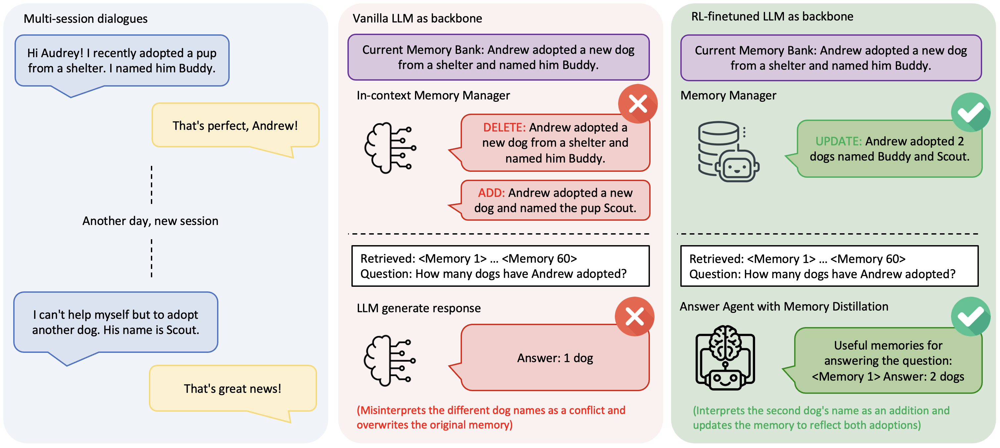 Multi-session dialogues
Hi Audrey! I recently adopted a pup
from a shelter. I named him Buddy.
That's perfect, Andrew!
Another day, new session
I can't help myself but to adopt
another dog. His name is Scout.
That's great news!
Vanilla LLM as backbone
Current Memory Bank: Andrew adopted a new dog
from a shelter and named him Buddy.
In-context Memory Manager
DELETE: Andrew adopted a
new dog from a shelter and
named him Buddy.
ADD: Andrew adopted a new
dog and named the pup Scout.
Retrieved: <Memory 1> ... <Memory 60>
Question: How many dogs have Andrew adopted?
LLM generate response
Answer: 1 dog
(Misinterprets the different dog names as a conflict and
overwrites the original memory)
RL-finetuned LLM as backbone
Current Memory Bank: Andrew adopted a new dog
from a shelter and named him Buddy.
Memory Manager
UPDATE: Andrew adopted 2
dogs named Buddy and Scout.
Retrieved: <Memory 1> ... <Memory 60>
Question: How many dogs have Andrew adopted?
Answer Agent with Memory Distillation
Useful memories for
answering the question:
<Memory 1> Answer: 2 dogs
(Interprets the second dog's name as an addition and
updates the memory to reflect both adoptions)